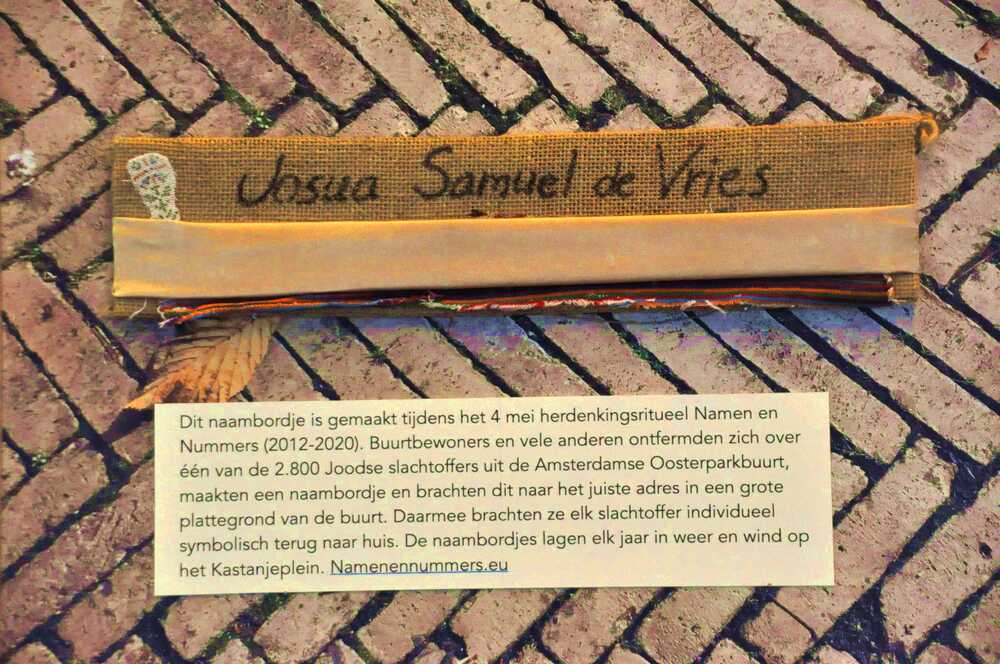 Josua Samuel de Vries
Dit naambordje is gemaakt tijdens het 4 mei herdenkingsritueel Namen en
Nummers (2012-2020). Buurtbewoners en vele anderen ontfermden zich over
één van de 2.800 Joodse slachtoffers uit de Amsterdamse Oosterparkbuurt,
maakten een naambordje en brachten dit naar het juiste adres in een grote
plattegrond van de buurt. Daarmee brachten ze elk slachtoffer individueel
symbolisch terug naar huis. De naambordjes lagen elk jaar in weer en wind op
het Kastanjeplein. Namenennummers.eu